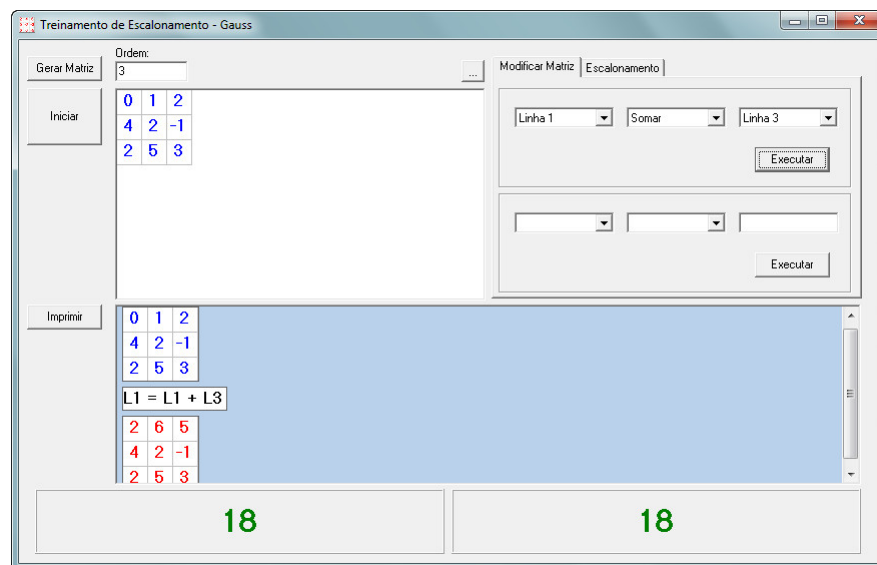 Treinamento de Escalonamento - Gauss
Gerar Matriz
Ordem:
3
...
Iniciar
0 1 2
4 2 -1
2 5 3
Modificar Matriz Escalonamento
Linha 1 Somar Linha 3
Executar
Executar
Imprimir
0 1 2
4 2 -1
2 5 3
L1 = L1 + L3
2 6 5
4 2 -1
2 5 3
18 18